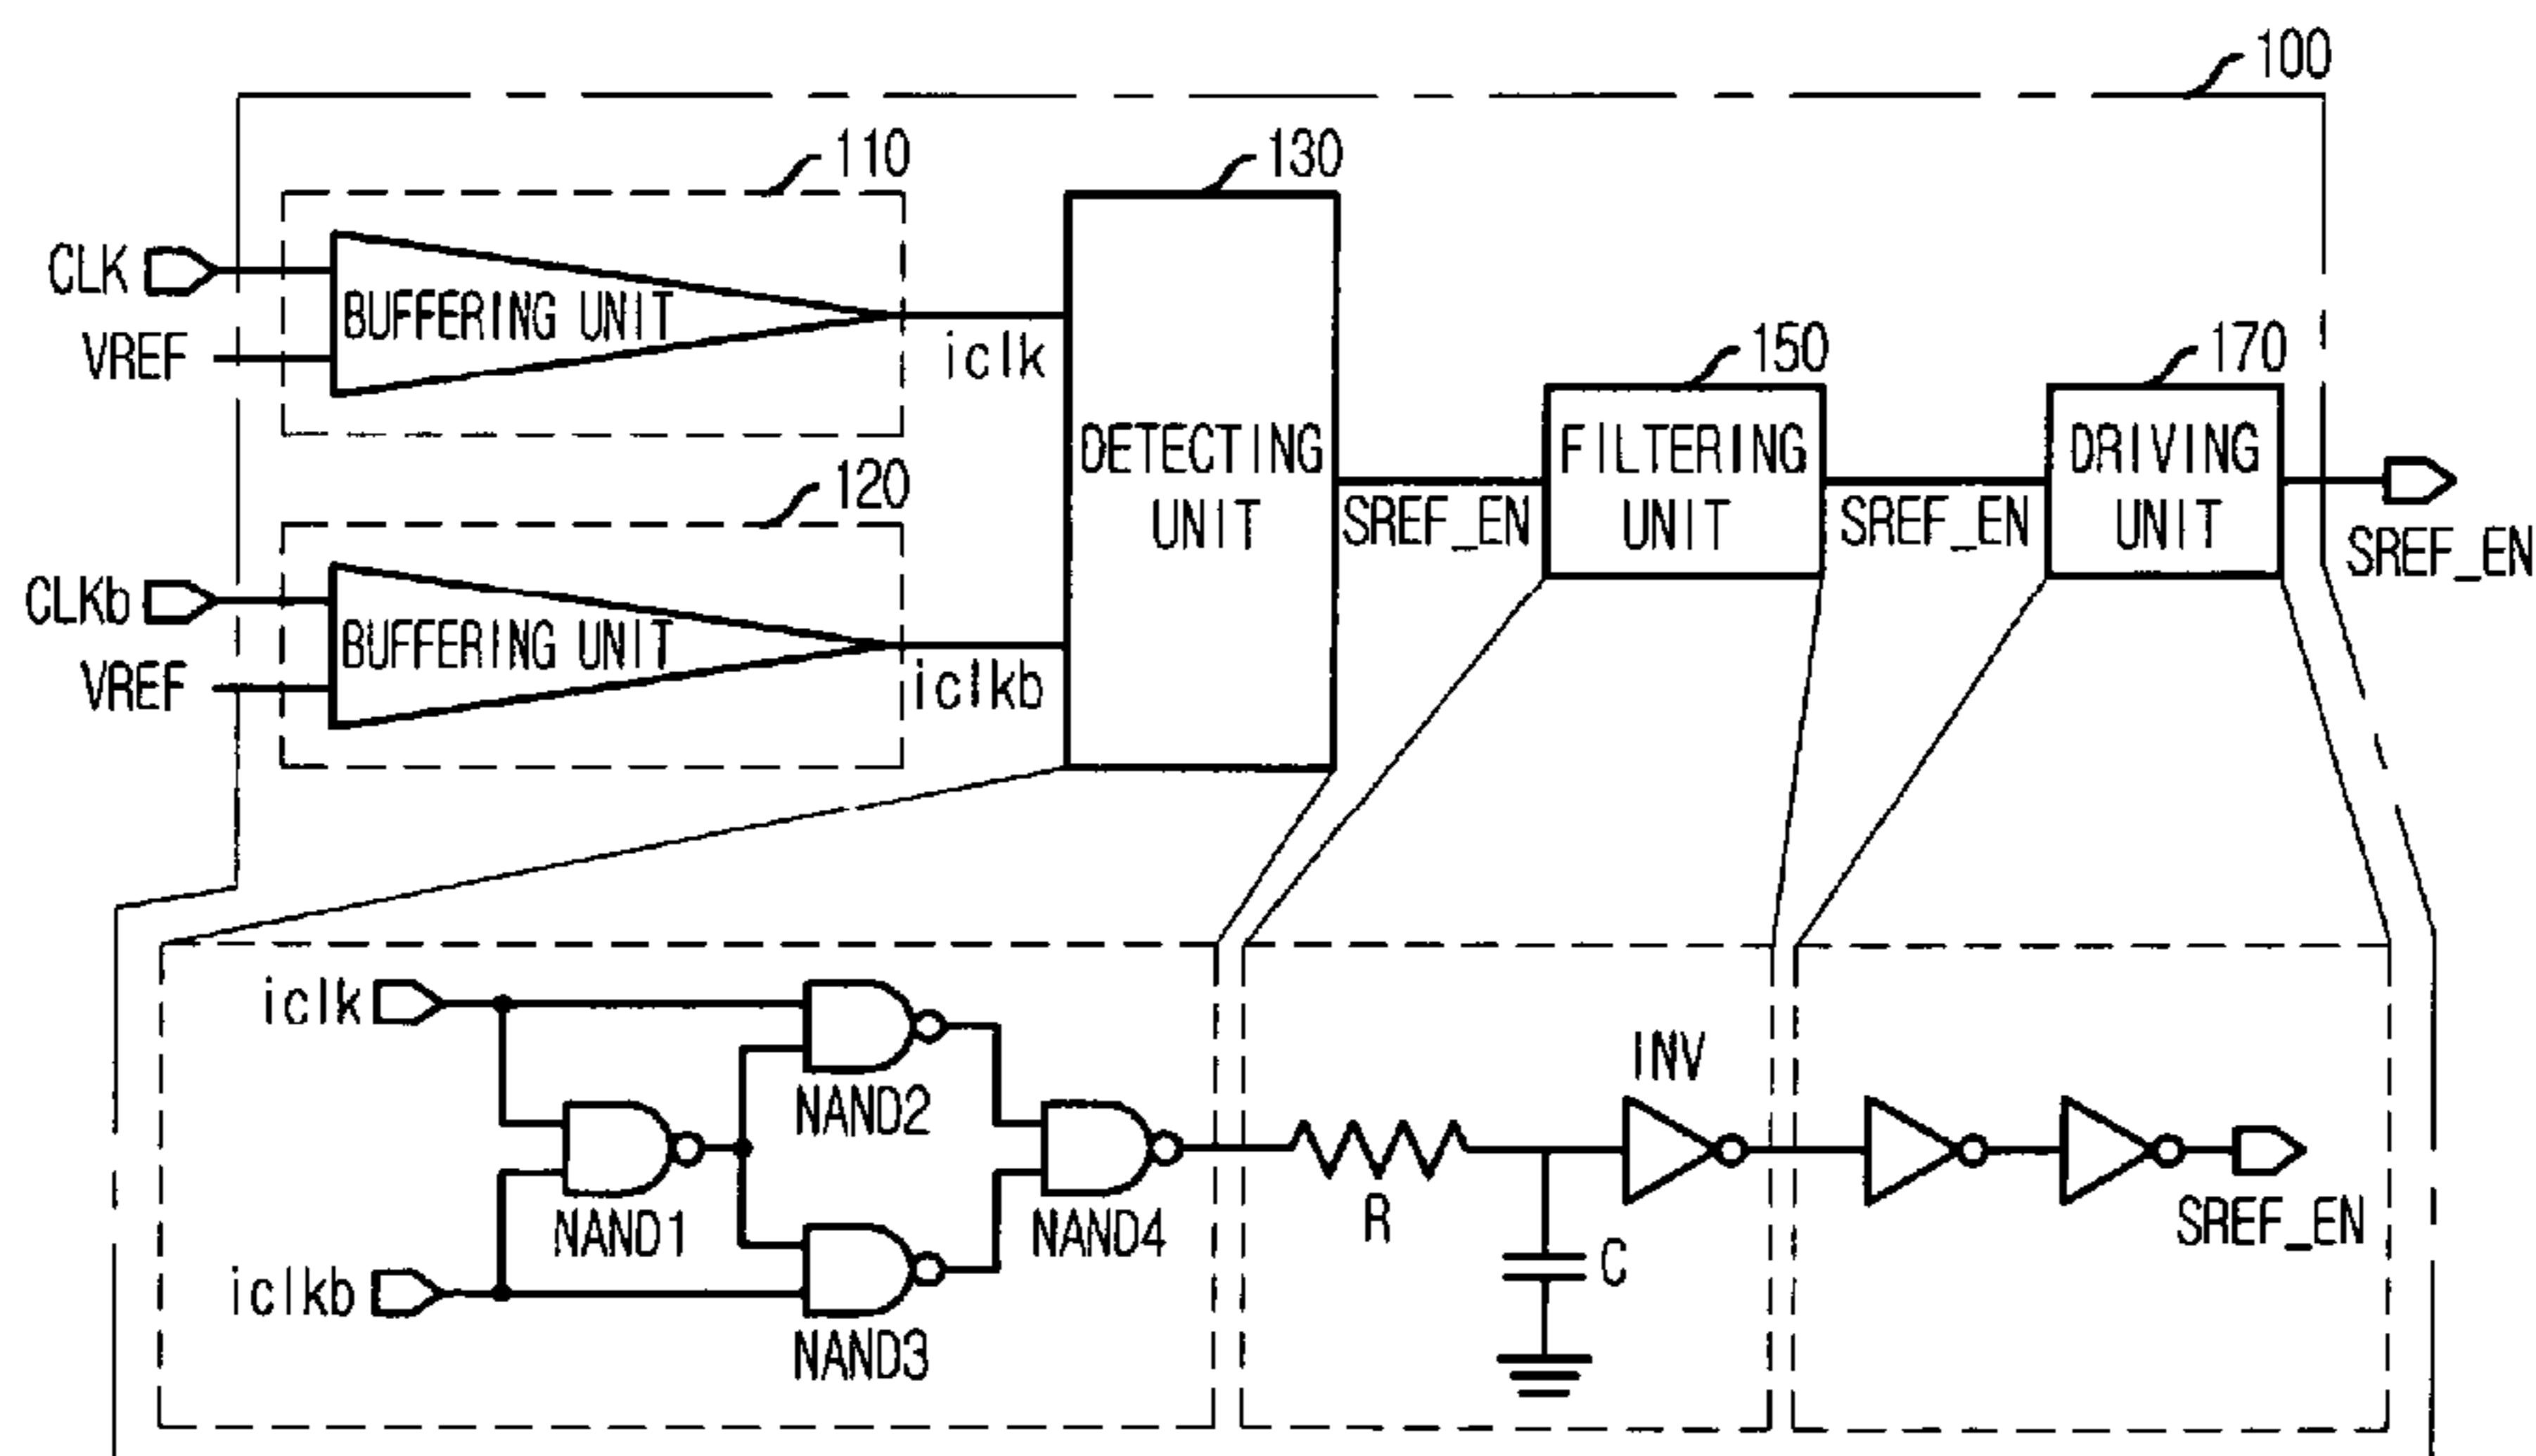 100
110
130
CLK
BUFFERING UNIT
VREF
iclk
150
170
DETECTING
UNIT
FILTERING
UNIT
DRIVING
UNIT
120
SREF_EN
SREF_EN
SREF_EN
CLKb
BUFFERING UNIT
VREF
iclkb
iclk
NAND2
INV
NAND1
NAND4
R
SREF_EN
iclkb
C
NAND3